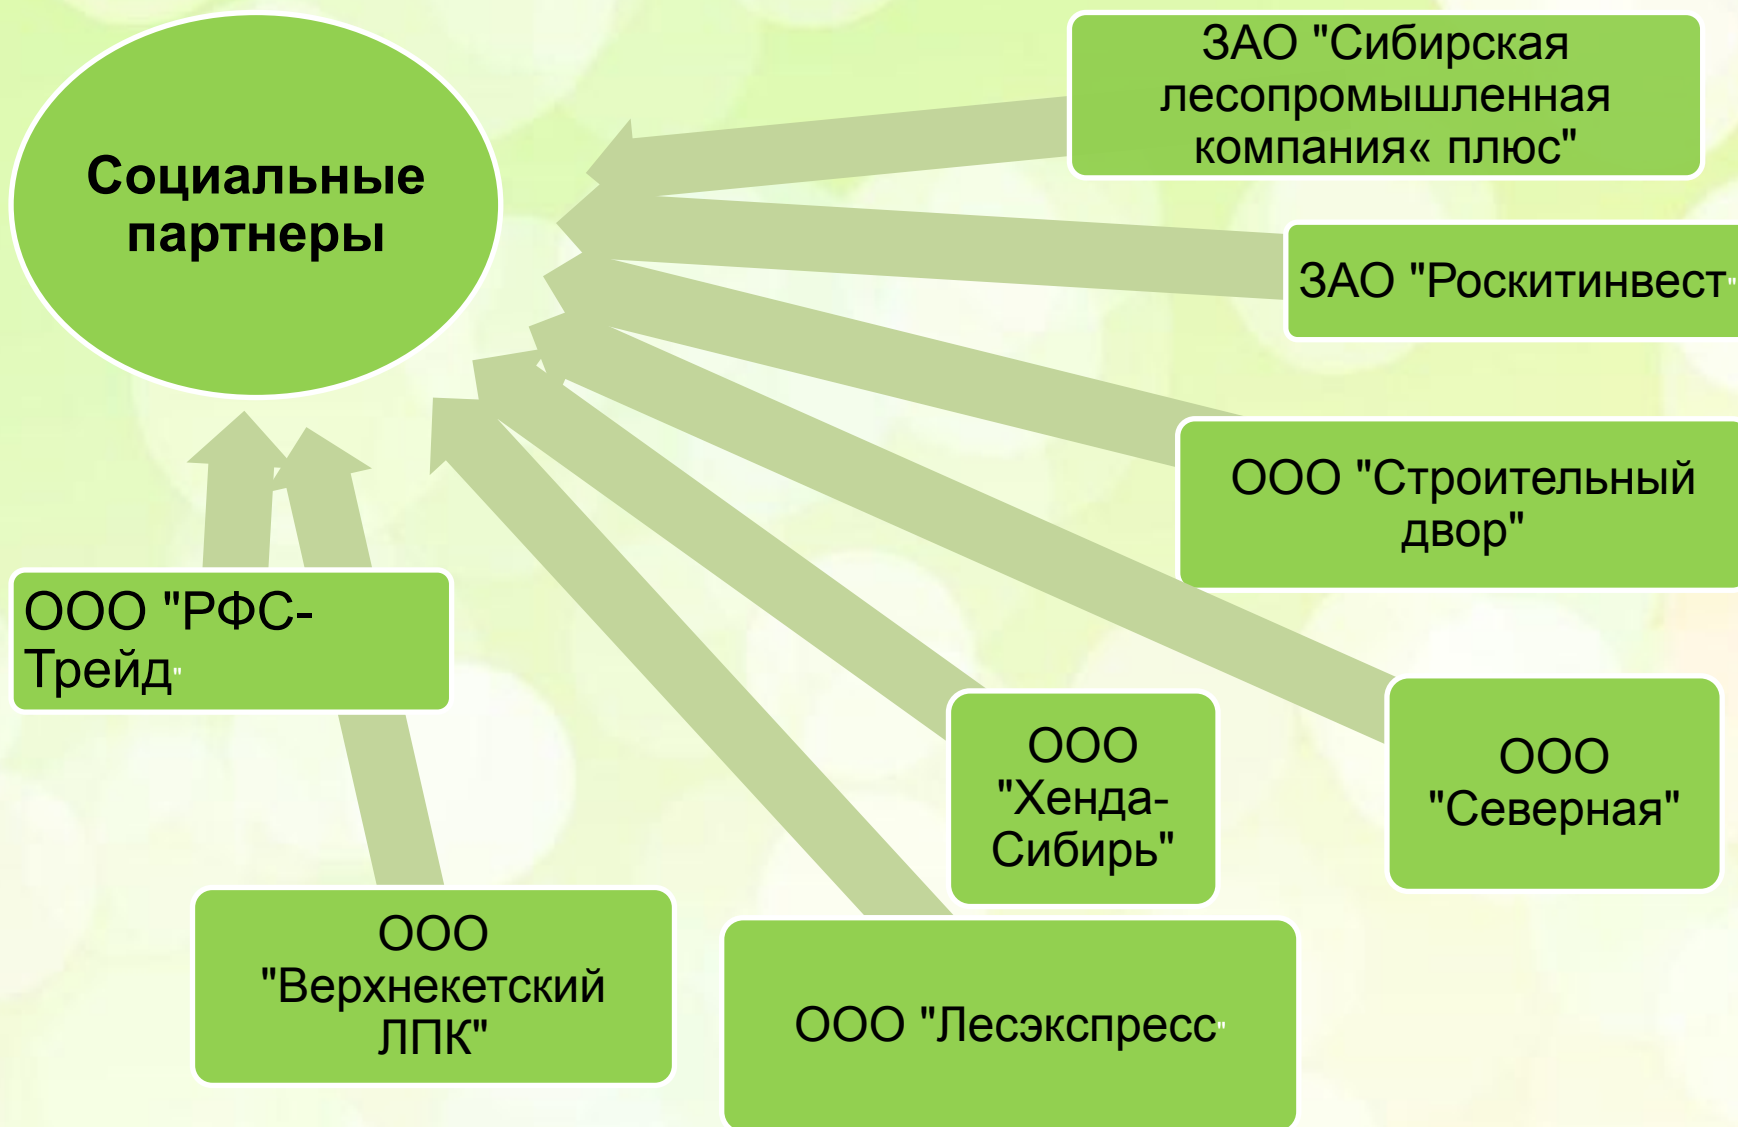 Социальные
партнеры
ЗАО "Сибирская
лесопромышленная
компания« плюс"
ЗАО "Роскитинвест"
ООО "Строительный
двор"
ООО
"Северная"
ООО
"Хенда-
Сибирь"
ООО "Лесэкспресс"
ООО
"Верхнекетский
ЛПК"
ООО "РФС-
Трейд"